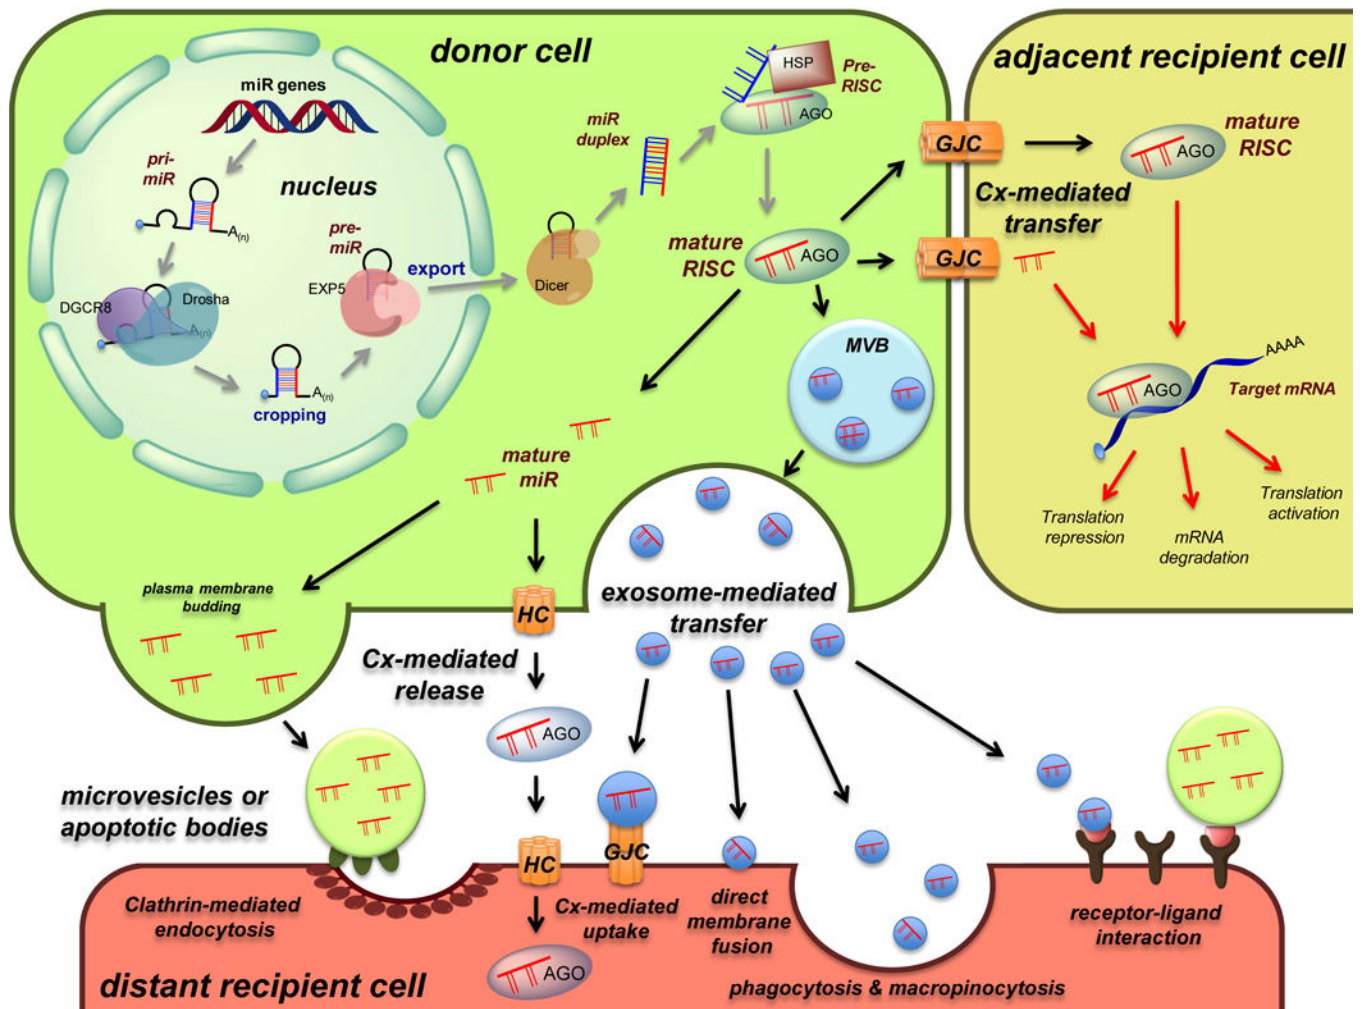 donor cell
adjacent recipient cell
miR genes
HSP
Pre-
RISC
AGO
miR
duplex
pri-
miR
nucleus
A(n)
pre-
miR
export
EXP5
Dicer
DGCR8
Drosha
A(n)
cropping
A(n)
mature
RISC
AGO
GJC
GJC
AGO
mature
RISC
Cx-mediated
transfer
MVB
AAAA
AGO
Target mRNA
Translation
repression
mRNA
degradation
Translation
activation
mature
miR
plasma membrane
budding
HC
exosome-mediated
transfer
Cx-mediated
release
AGO
microvesicles or
apoptotic bodies
HC
GJC
Clathrin-mediated
endocytosis
Cx-mediated
uptake
direct
membrane
fusion
receptor-ligand
interaction
AGO
distant recipient cell
phagocytosis & macropinocytosis